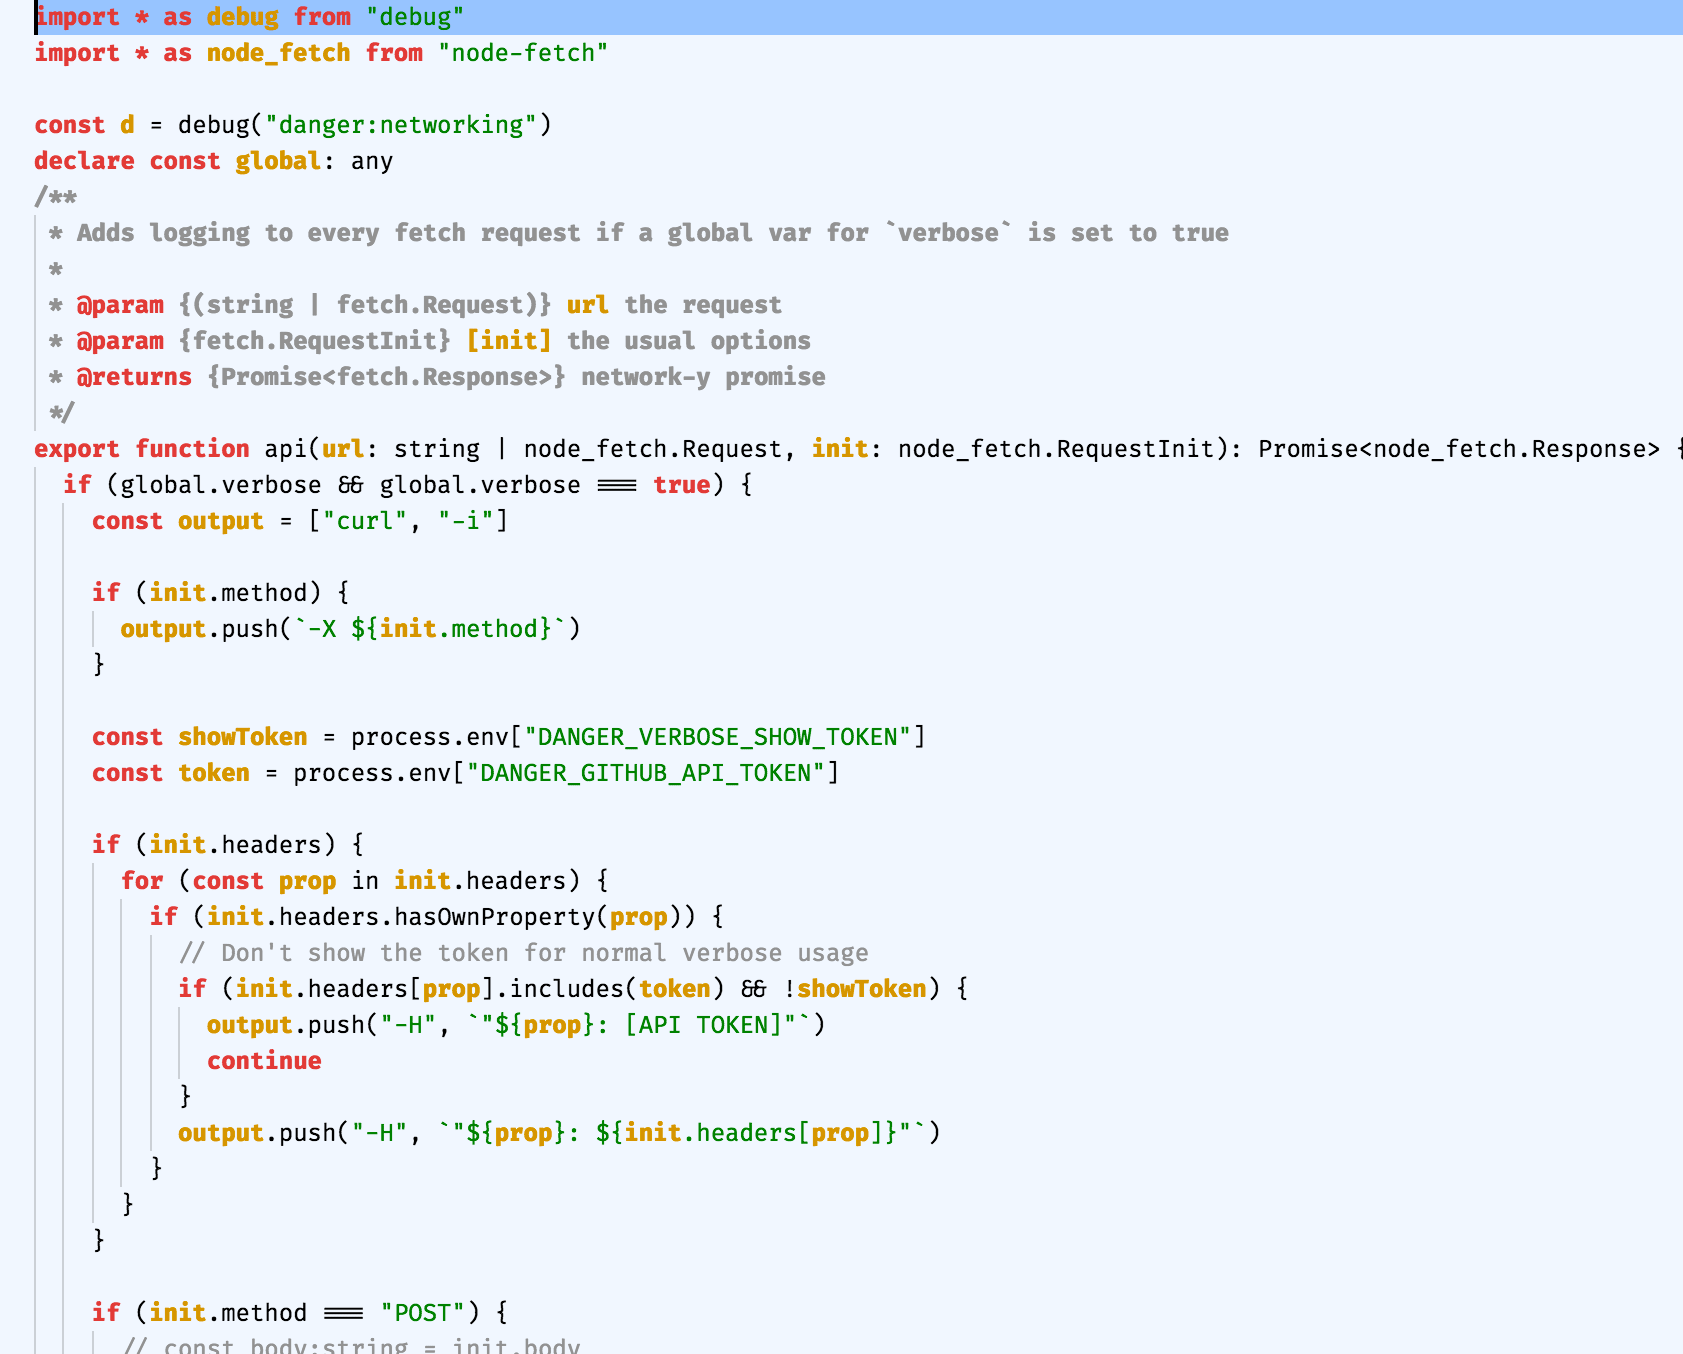 import * as debug from "debug"
import * as node_fetch from "node-fetch"

const d = debug("danger:networking")
declare const global: any
/**
 * Adds logging to every fetch request if a global var for `verbose` is set to true
 *
 * @param {(string | fetch.Request)} url the request
 * @param {fetch.RequestInit} [init] the usual options
 * @returns {Promise<fetch.Response>} network-y promise
 */
export function api(url: string | node_fetch.Request, init: node_fetch.RequestInit): Promise<node_fetch.Response> {
  if (global.verbose && global.verbose === true) {
    const output = ["curl", "-i"]

    if (init.method) {
      output.push(`-X ${init.method}`)
    }

    const showToken = process.env["DANGER_VERBOSE_SHOW_TOKEN"]
    const token = process.env["DANGER_GITHUB_API_TOKEN"]

    if (init.headers) {
      for (const prop in init.headers) {
        if (init.headers.hasOwnProperty(prop)) {
          // Don't show the token for normal verbose usage
          if (init.headers[prop].includes(token) && !showToken) {
            output.push("-H", `"${prop}: [API TOKEN]"`)
            continue
          }
          output.push("-H", `"${prop}: ${init.headers[prop]}"`)
        }
      }
    }

    if (init.method === "POST") {
      // const body:string = init.body